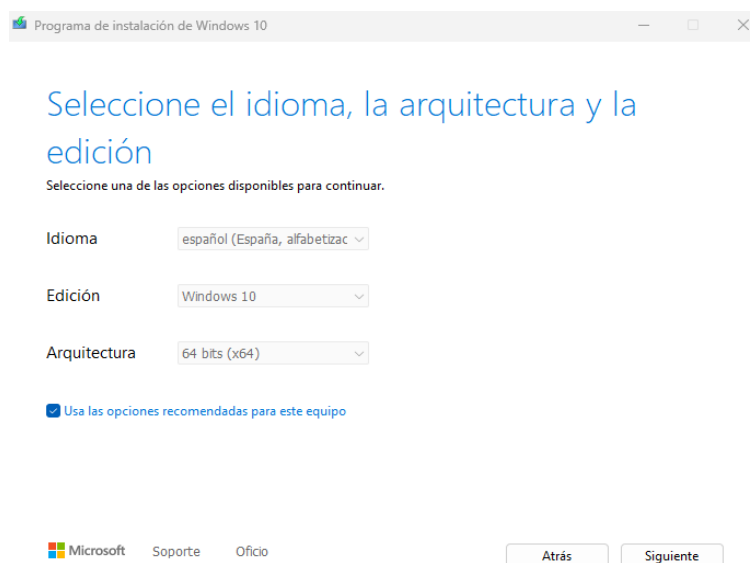 Programa de instalación de Windows 10
Seleccione el idioma, la arquitectura y la
edición
Seleccione una de las opciones disponibles para continuar.
Idioma
español (España, alfabetizac
Edición
Windows 10
Arquitectura
64 bits (x64)
Usa las opciones recomendadas para este equipo
Microsoft
Soporte
Oficio
Atrás
Siguiente